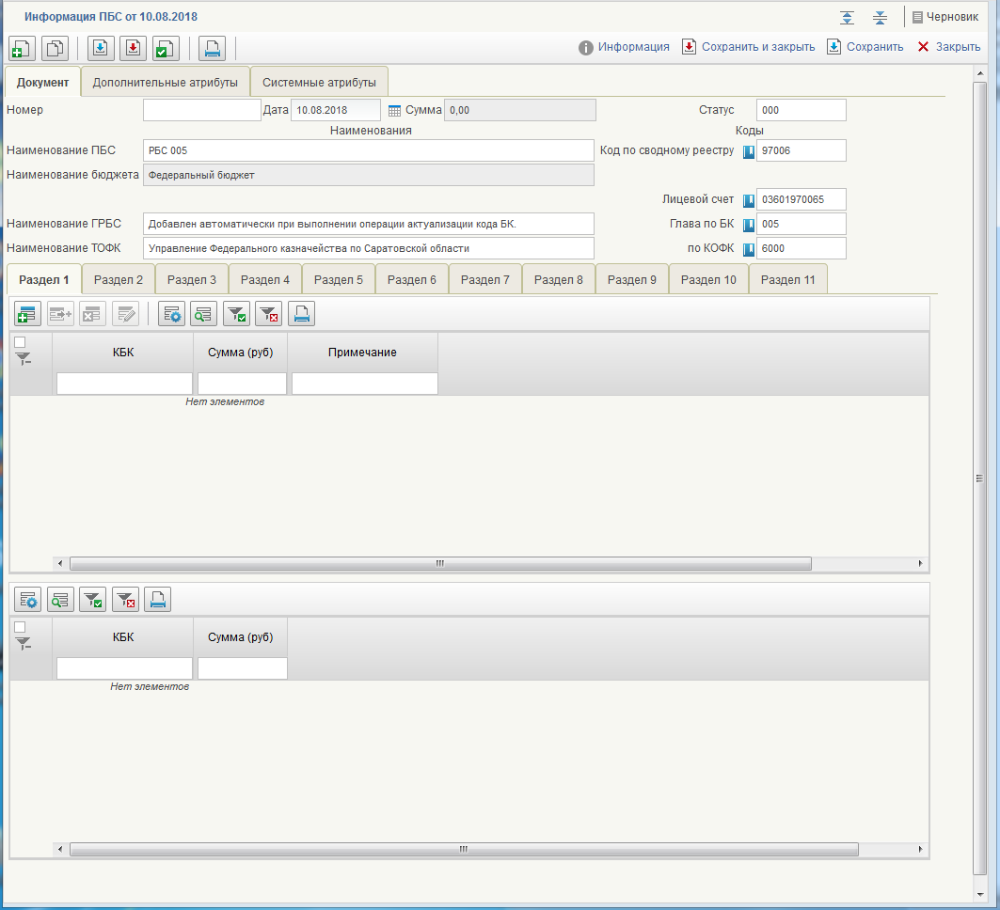 Информация ПБС от 10.08.2018
Черновик
Информация Сохранить и закрыть Сохранить Закрыть
Документ Дополнительные атрибуты Системные атрибуты
Номер Дата 10.08.2018 Сумма 0,00 Статус 000
Наименования Коды
Наименование ПБС РБС 005 Код по сводному реестру 97006
Наименование бюджета Федеральный бюджет
Лицевой счет 03601970065
Наименование ГРБС Добавлен автоматически при выполнении операции актуализации кода БК. Глава по БК 005
Наименование ТОФК Управление Федерального казначейства по Саратовской области по КОФК 6000
Раздел 1 Раздел 2 Раздел 3 Раздел 4 Раздел 5 Раздел 6 Раздел 7 Раздел 8 Раздел 9 Раздел 10 Раздел 11
КБК Сумма (руб) Примечание
Нет элементов
КБК Сумма (руб)
Нет элементов